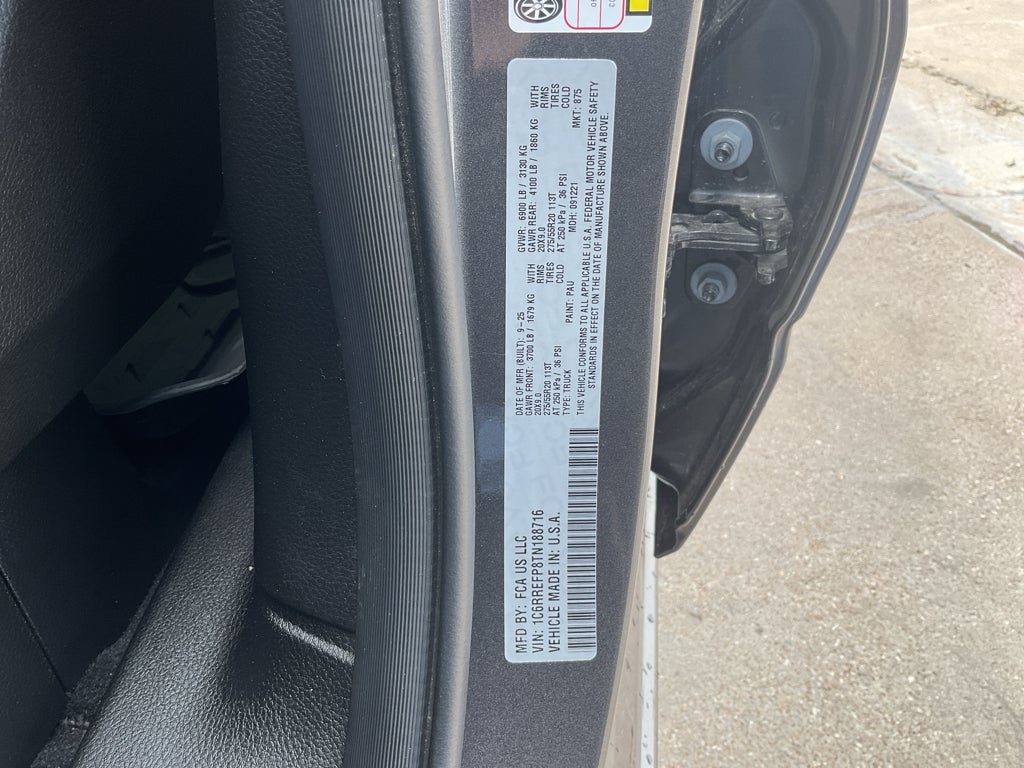 MFD BY: FCA US LLC
VIN: 1C6RREFP8TN188716
VEHICLE MADE IN: U.S.A.
DATE OF MFR (BUILT): 9-25 GVWR: 6900 LB / 3130 KG
GAWR FRONT: 3700 LB / 1679 KG WITH GAWR REAR: 4100 LB / 1860 KG WITH
20X9.0 RIMS 20X9.0 RIMS
275/55R20 113T TIRES 275/55R20 113T TIRES
AT 250 kPa / 36 PSI COLD AT 250 kPa / 36 PSI COLD
TYPE: TRUCK PAINT: PAU MDH: 091221 MKT: 875
THIS VEHICLE CONFORMS TO ALL APPLICABLE U.S.A. FEDERAL MOTOR VEHICLE SAFETY
STANDARDS IN EFFECT ON THE DATE OF MANUFACTURE SHOWN ABOVE.